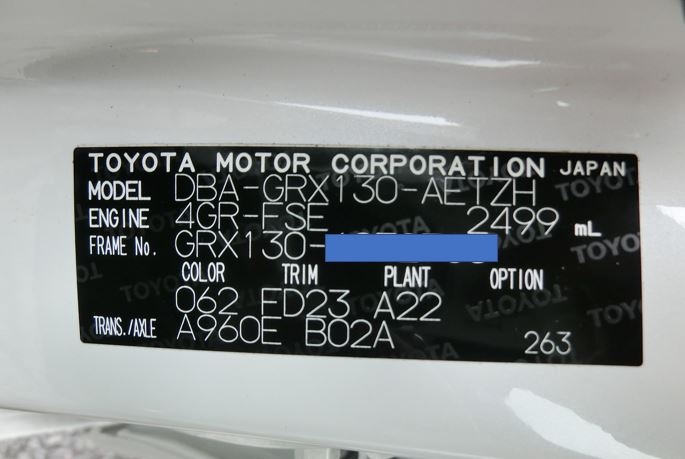 TOYOTA MOTOR CORPORATION JAPAN
MODEL DBA-GRX130-AETZH
ENGINE 4GR-FSE 2499 mL
FRAME No. GRX130-
COLOR TRIM PLANT OPTION
062 FD23 A22
TRANS./AXLE A960E B02A 263